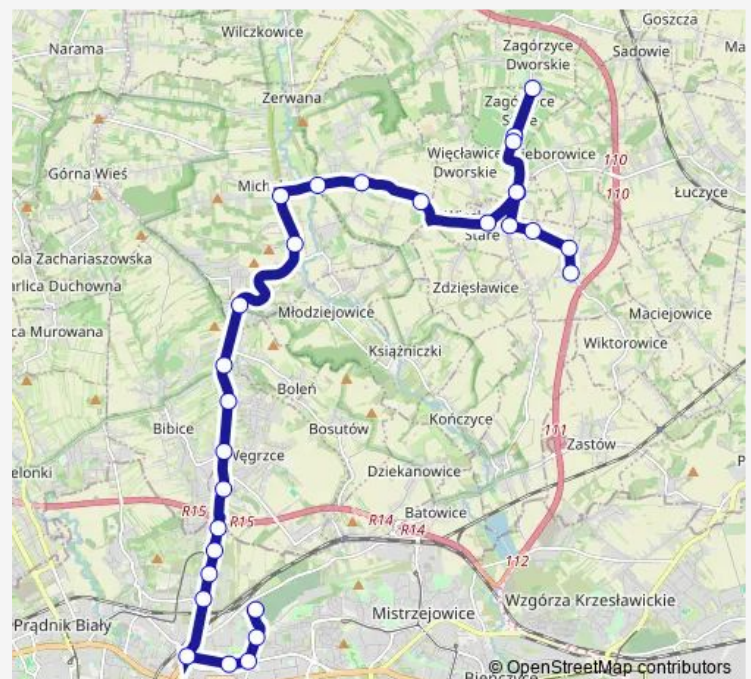 Goszcza
Narama
Wilczkowice
Zagórzyce
Dworskie
Sadowie
Zerwana
110
Górna Wieś
Więcławice
Dworskie
110
Łuczyce
Stare
Zdzięsławice
Młodziejowice
Maciejowice
Książniczki
Wiktorowice
Boleń
Kończyce
Bibice
Bosutów
111
Zastów
Dziekanowice
R15
R15
R14
R14
Batowice
112
Wzgórza Krzesławickie
Mistrzejowice
Prądnik Biały
© OpenStreetMap contributors